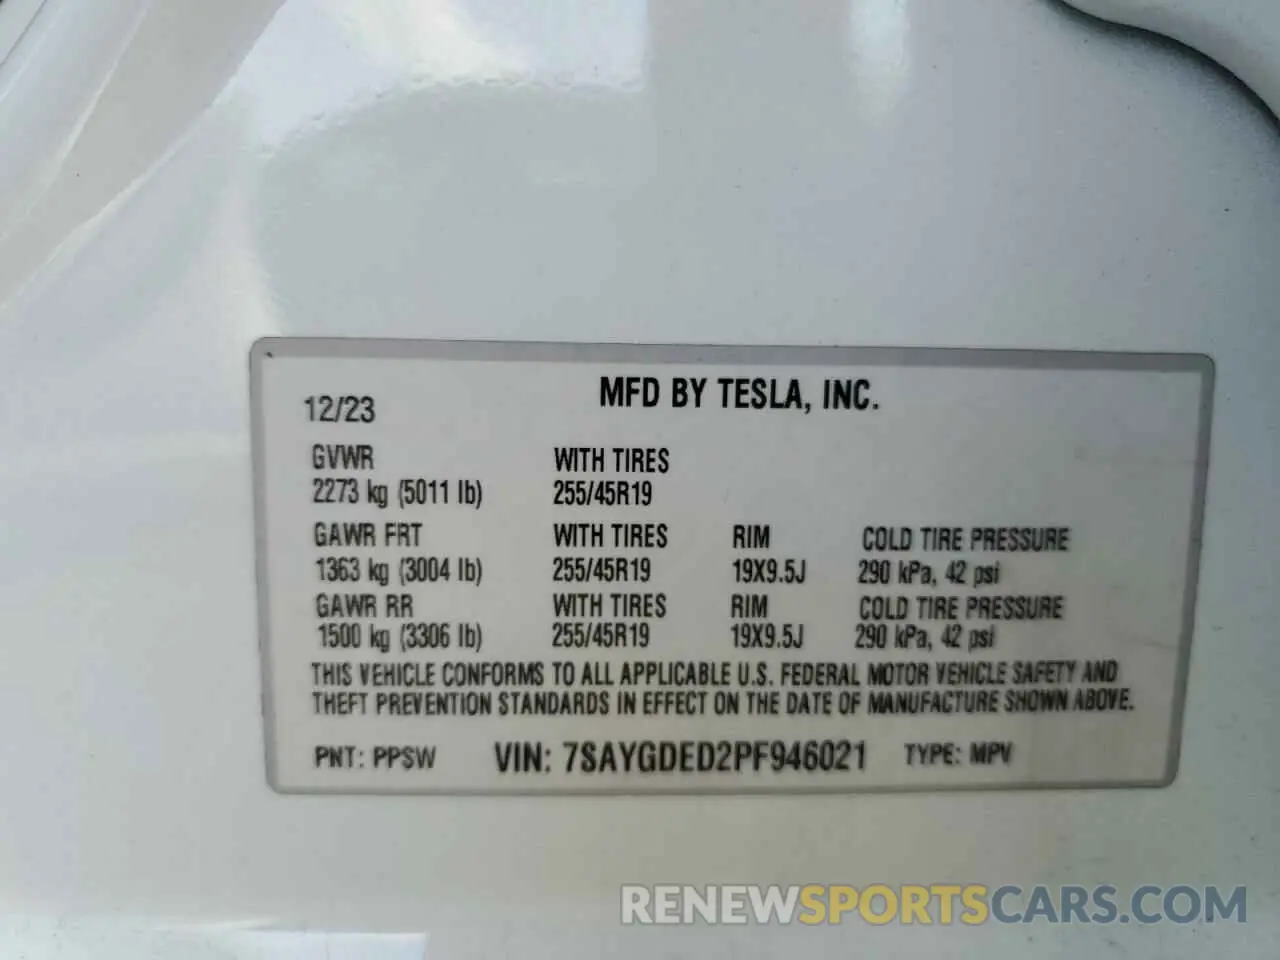 MFD BY TESLA, INC.
12/23
GVWR WITH TIRES
2273 kg (5011 lb) 255/45R19
GAWR FRT WITH TIRES RIM COLD TIRE PRESSURE
1363 kg (3004 lb) 255/45R19 19X9.5J 290 kPa, 42 psi
GAWR RR WITH TIRES RIM COLD TIRE PRESSURE
1500 kg (3306 lb) 255/45R19 19X9.5J 290 kPa, 42 psi
THIS VEHICLE CONFORMS TO ALL APPLICABLE U.S. FEDERAL MOTOR VEHICLE SAFETY AND
THEFT PREVENTION STANDARDS IN EFFECT ON THE DATE OF MANUFACTURE SHOWN ABOVE.
PNT: PPSW VIN: 7SAYGDED2PF946021 TYPE: MPV
RENEWSPORTSCARS.COM